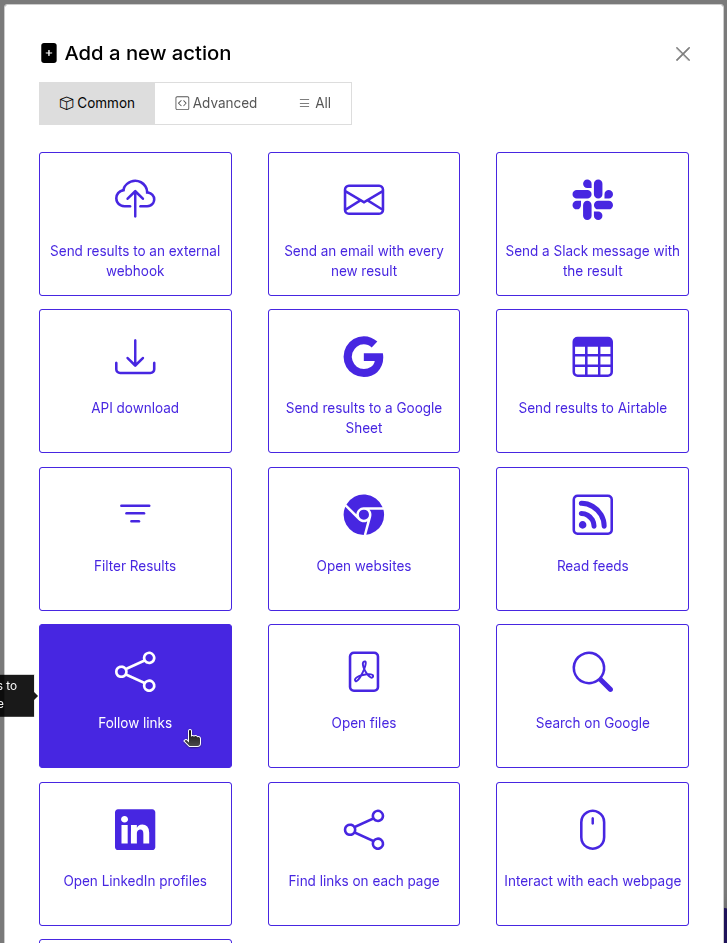 Add a new action
Common
Advanced
All
Send results to an external
webhook
Send an email with every
new result
Send a Slack message with
the result
API download
Send results to a Google
Sheet
Send results to Airtable
Filter Results
Open websites
Read feeds
s to
e
Follow links
Open files
Search on Google
in
Open LinkedIn profiles
Find links on each page
Interact with each webpage